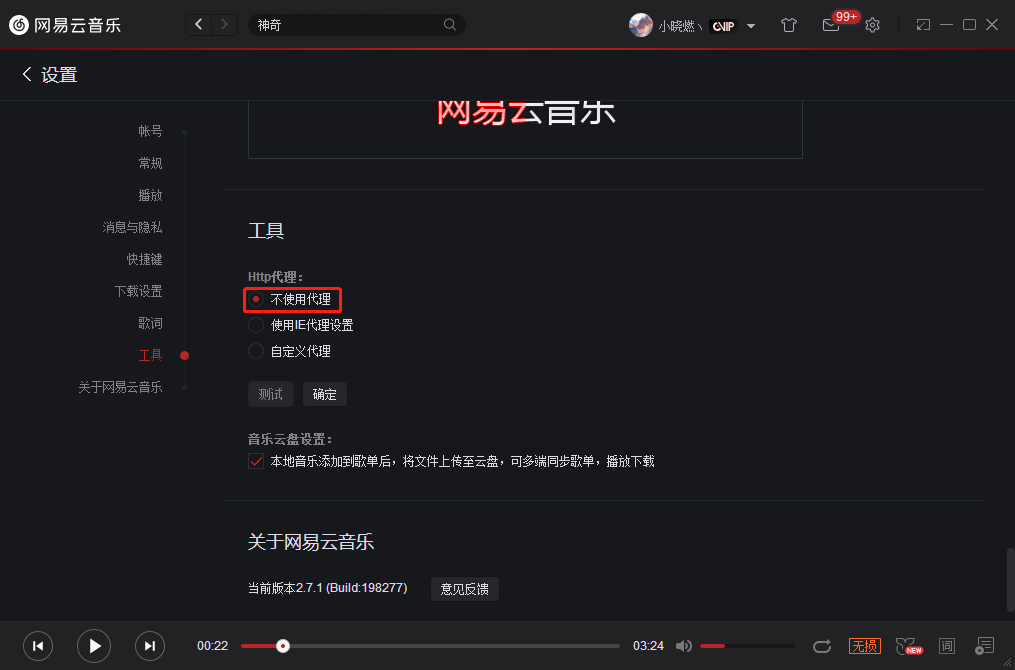 网易云音乐
神奇
小晓燃丶
VIP
99+
设置
网易云音乐
帐号
常规
播放
消息与隐私
快捷键
下载设置
歌词
工具
关于网易云音乐
工具
Http代理：
不使用代理
使用IE代理设置
自定义代理
测试 确定
音乐云盘设置：
本地音乐添加到歌单后，将文件上传至云盘，可多端同步歌单，播放下载
关于网易云音乐
当前版本2.7.1 (Build:198277) 意见反馈
00:22 03:24 无损 NEW 词